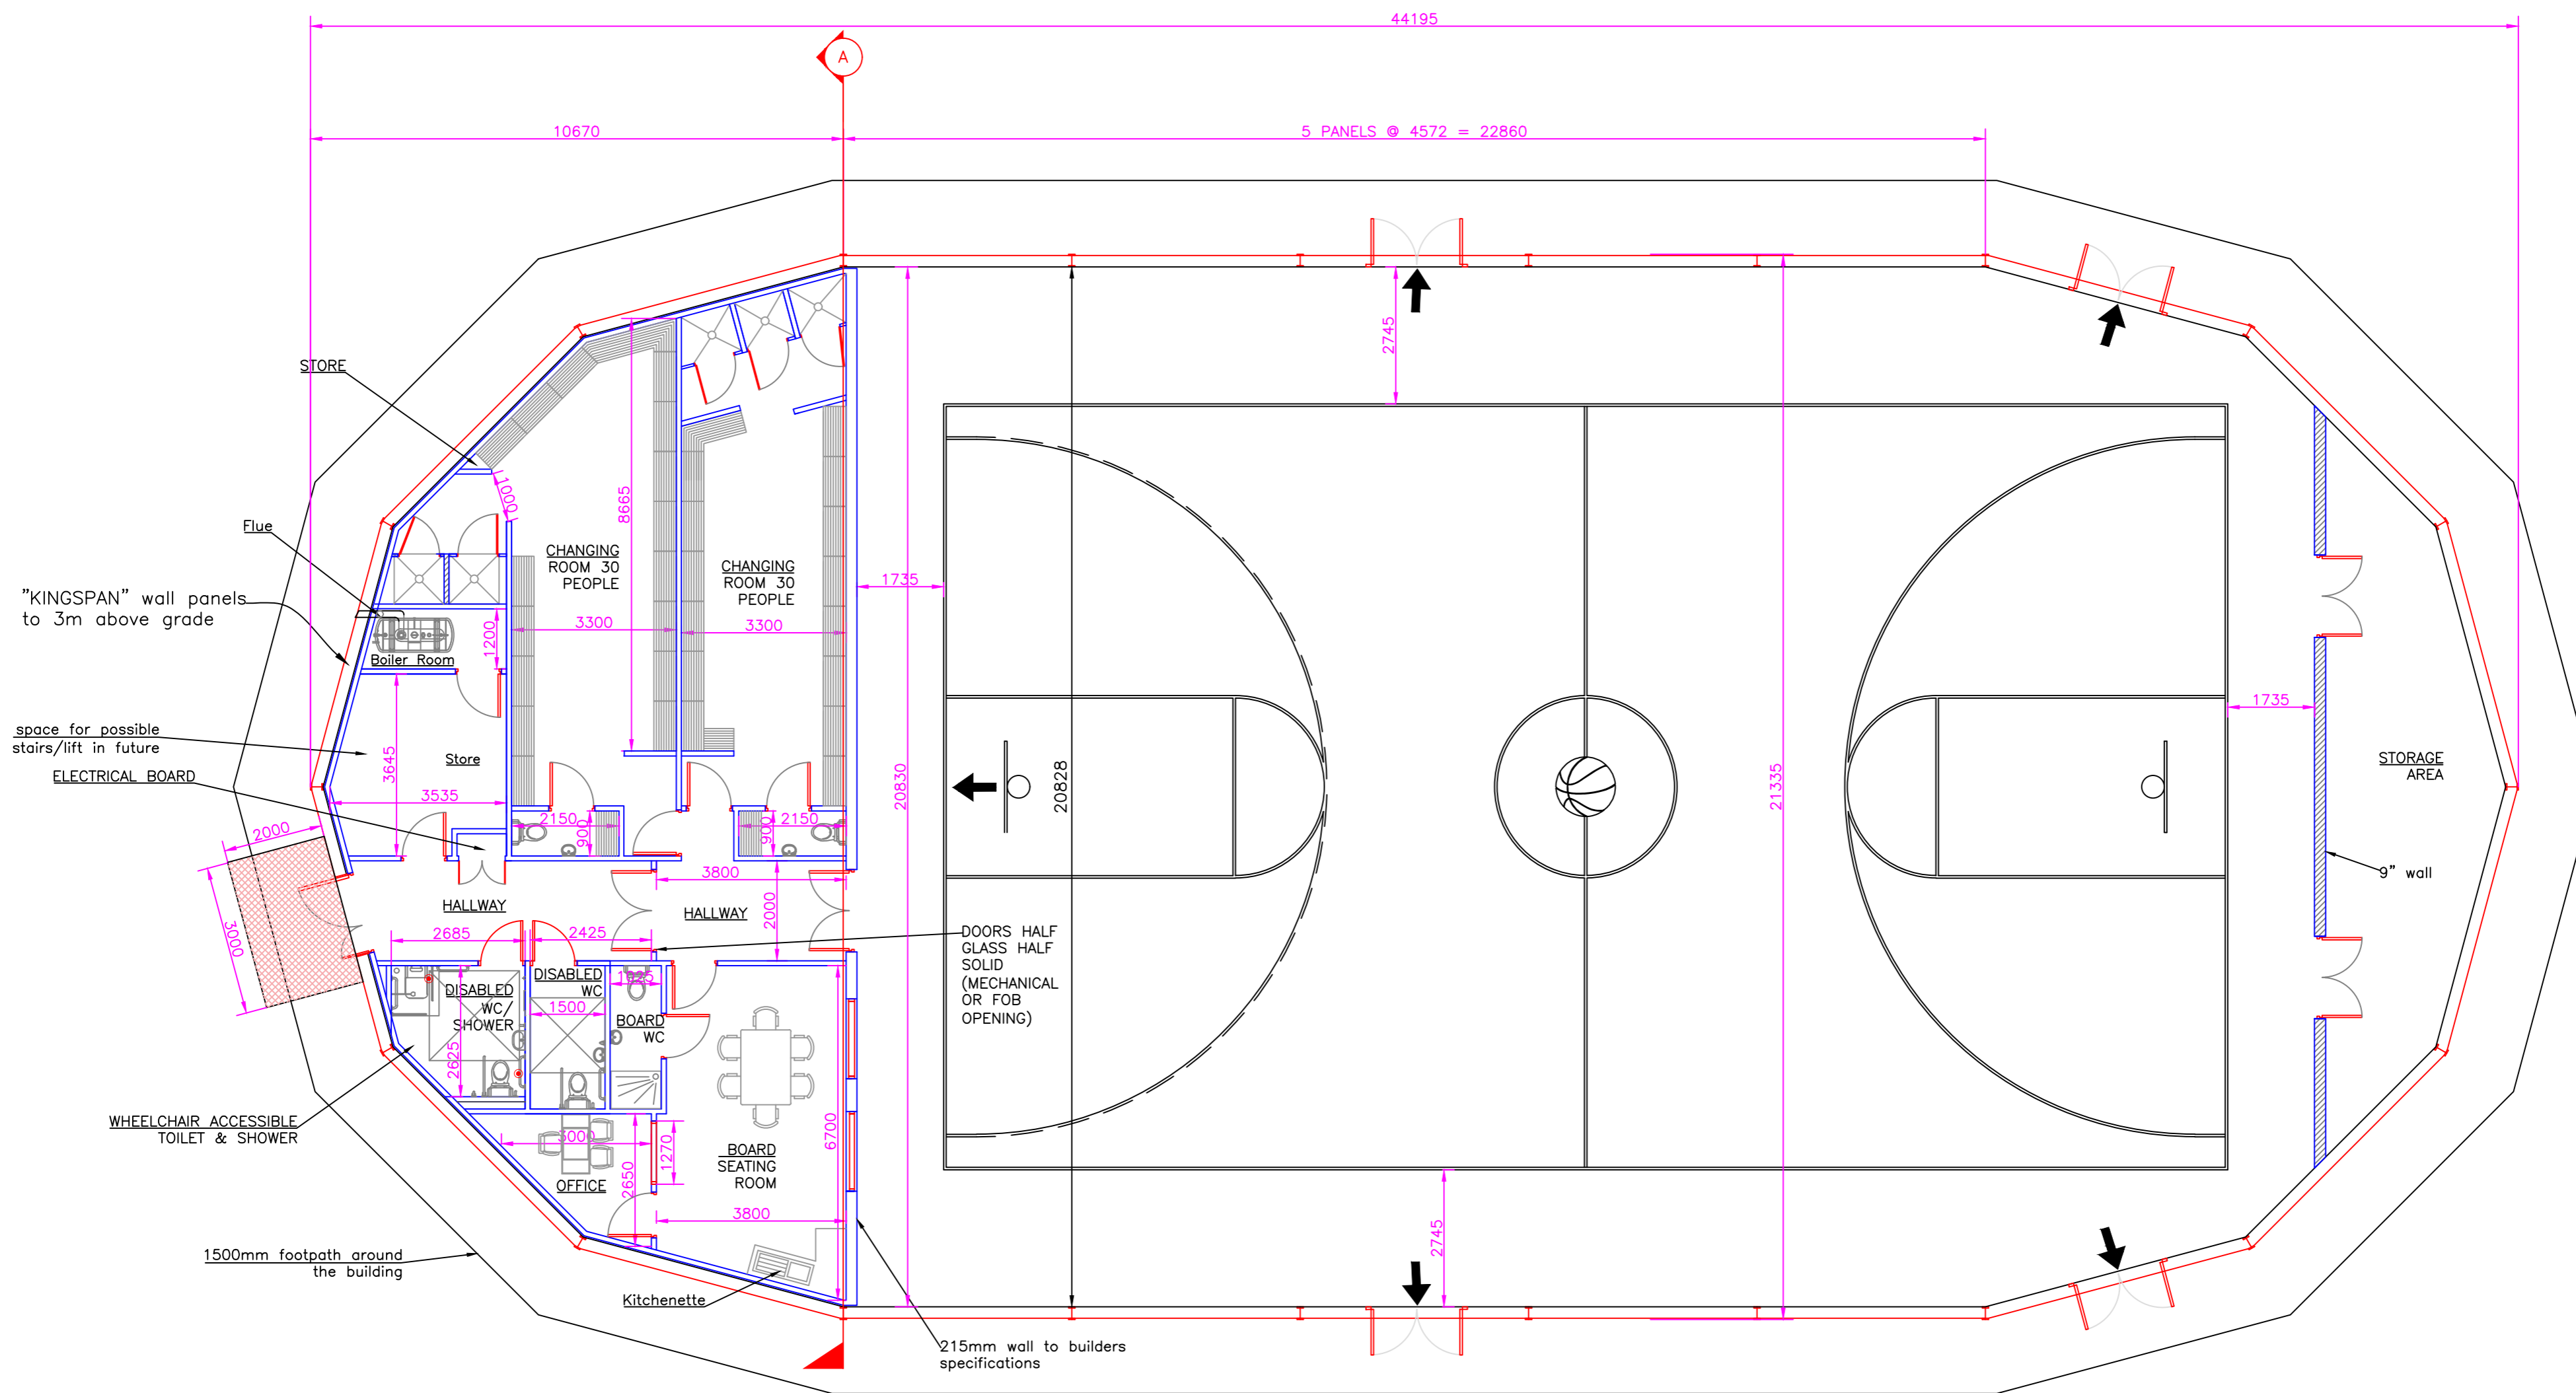 44195
A
10670
5 PANELS @ 4572 = 22860
2745
STORE
1000
8665
Flue
CHANGING
ROOM 30
PEOPLE
CHANGING
ROOM 30
PEOPLE
1735
"KINGSPAN" wall panels
to 3m above grade
3300
3300
1200
Boiler Room
space for possible
stairs/lift in future
3645
Store
ELECTRICAL BOARD
3535
20830
20828
21335
1735
STORAGE
AREA
2000
2150
900
900
2150
9" wall
3800
3000
HALLWAY
HALLWAY
2000
2685
2425
DOORS HALF
GLASS HALF
SOLID
(MECHANICAL
OR FOB
OPENING)
DISABLED
WC/
SHOWER
DISABLED
WC
1500
BOARD
WC
2625
WHEELCHAIR ACCESSIBLE
TOILET & SHOWER
6700
3000
1270
2650
BOARD
SEATING
ROOM
OFFICE
3800
2745
1500mm footpath around
the building
Kitchenette
215mm wall to builders
specifications